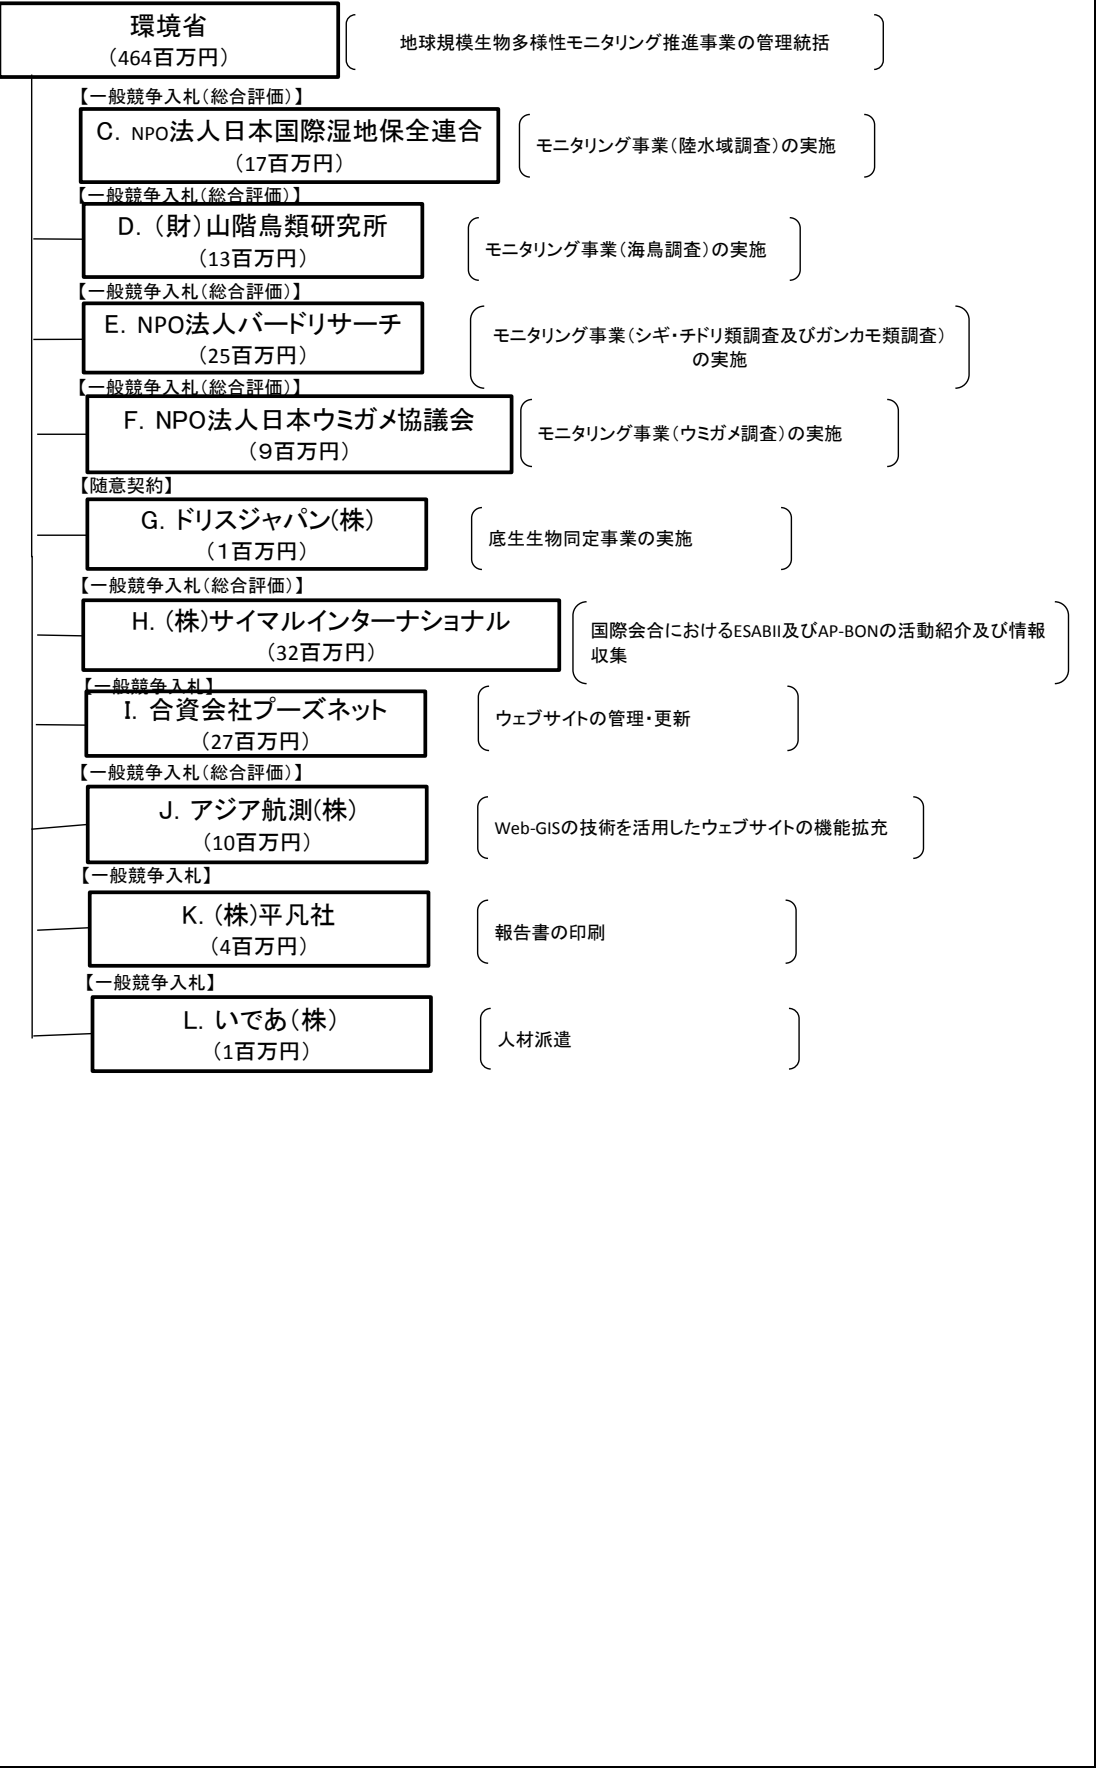 環境省
（464百万円）
地球規模生物多様性モニタリング推進事業の管理統括
【一般競争入札（総合評価）】
C． NPO法人日本国際湿地保全連合
（17百万円）
モニタリング事業（陸水域調査）の実施
【一般競争入札（総合評価）】
D．（財）山階鳥類研究所
（13百万円）
モニタリング事業（海鳥調査）の実施
【一般競争入札（総合評価）】
E．NPO法人バードリサーチ
（25百万円）
モニタリング事業（シギ・チドリ類調査及びガンカモ類調査）
の実施
【一般競争入札（総合評価）】
F．NPO法人日本ウミガメ協議会
（９百万円）
モニタリング事業（ウミガメ調査）の実施
【随意契約】
G．ドリスジャパン（株）
（１百万円）
底生生物同定事業の実施
【一般競争入札（総合評価）】
H．（株）サイマルインターナショナル
（32百万円）
国際会合におけるESABII及びAP-BONの活動紹介及び情報
収集
【一般競争入札】
I．合資会社プーズネット
（27百万円）
ウェブサイトの管理・更新
【一般競争入札（総合評価）】
J．アジア航測（株）
（10百万円）
Web-GISの技術を活用したウェブサイトの機能拡充
【一般競争入札】
K．（株）平凡社
（4百万円）
報告書の印刷
【一般競争入札】
L．いであ（株）
（1百万円）
人材派遣